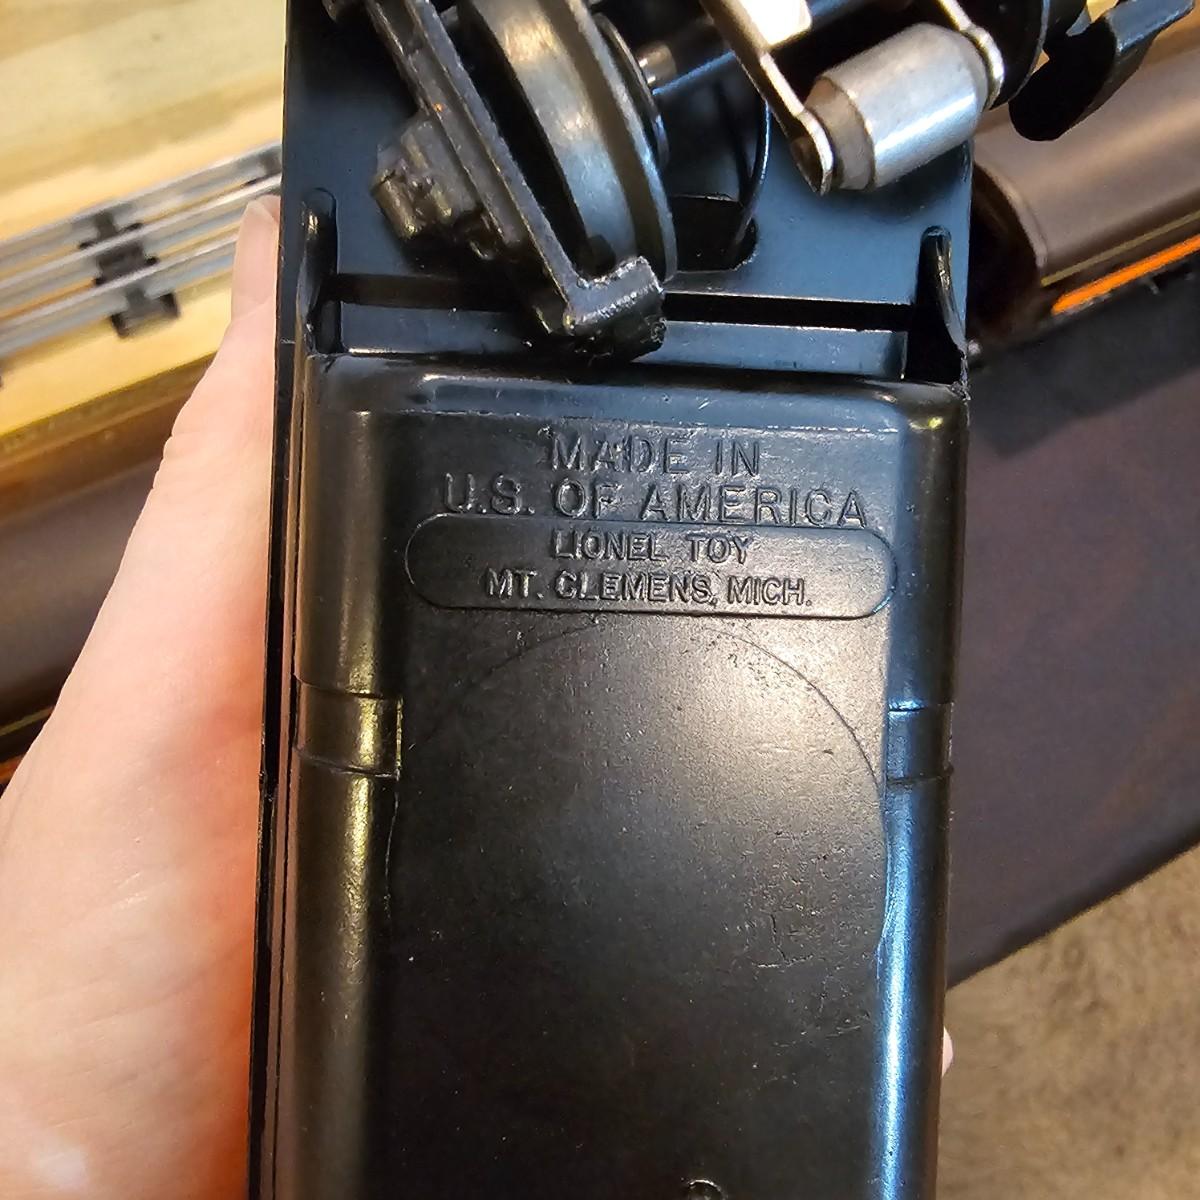 MADE IN
U.S. OF AMERICA
LIONEL TOY
MT. CLEMENS, MICH.